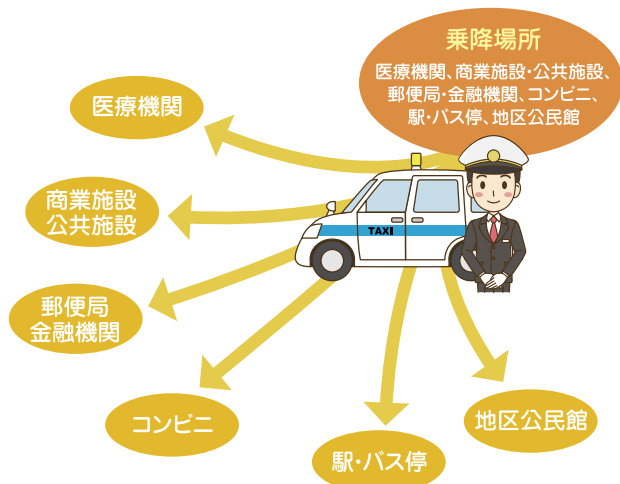 乗降場所
医療機関、商業施設・公共施設、
郵便局・金融機関、コンビニ、
駅・バス停、地区公民館
医療機関
商業施設
公共施設
TAXI
郵便局
金融機関
コンビニ
駅・バス停
地区公民館